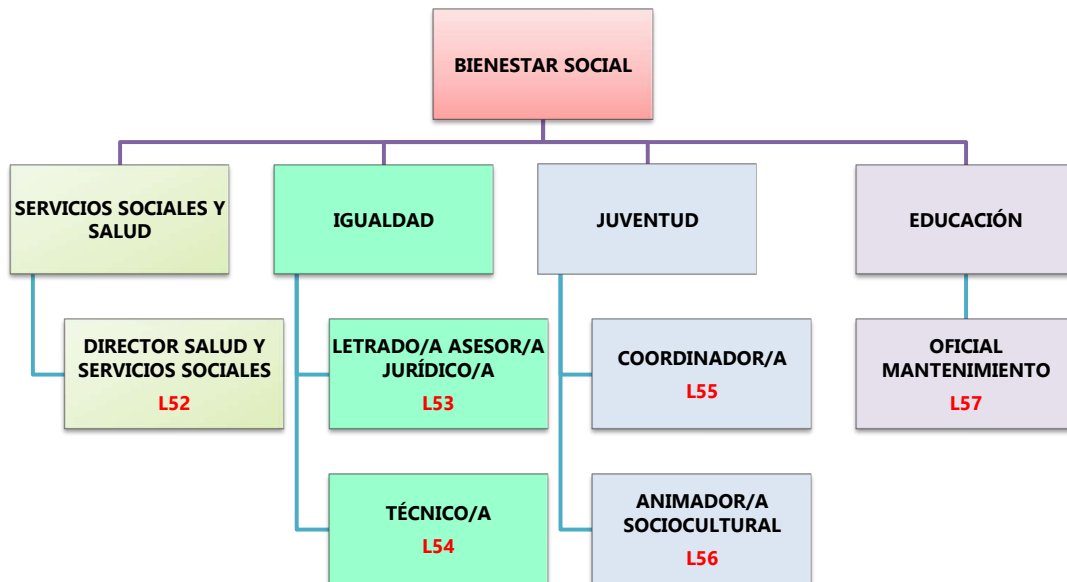 BIENESTAR SOCIAL
SERVICIOS SOCIALES Y
SALUD
IGUALDAD
JUVENTUD
EDUCACIÓN
DIRECTOR SALUD Y
SERVICIOS SOCIALES
L52
LETRADO/A ASESOR/A
JURÍDICO/A
L53
COORDINADOR/A
L55
OFICIAL
MANTENIMIENTO
L57
TÉCNICO/A
L54
ANIMADOR/A
SOCIOCULTURAL
L56